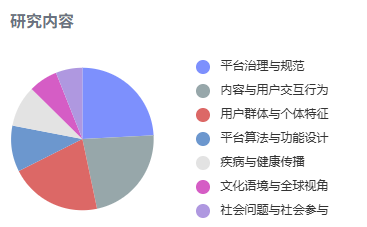 研究内容
平台治理与规范
内容与用户交互行为
用户群体与个体特征
平台算法与功能设计
疾病与健康传播
文化语境与全球视角
社会问题与社会参与